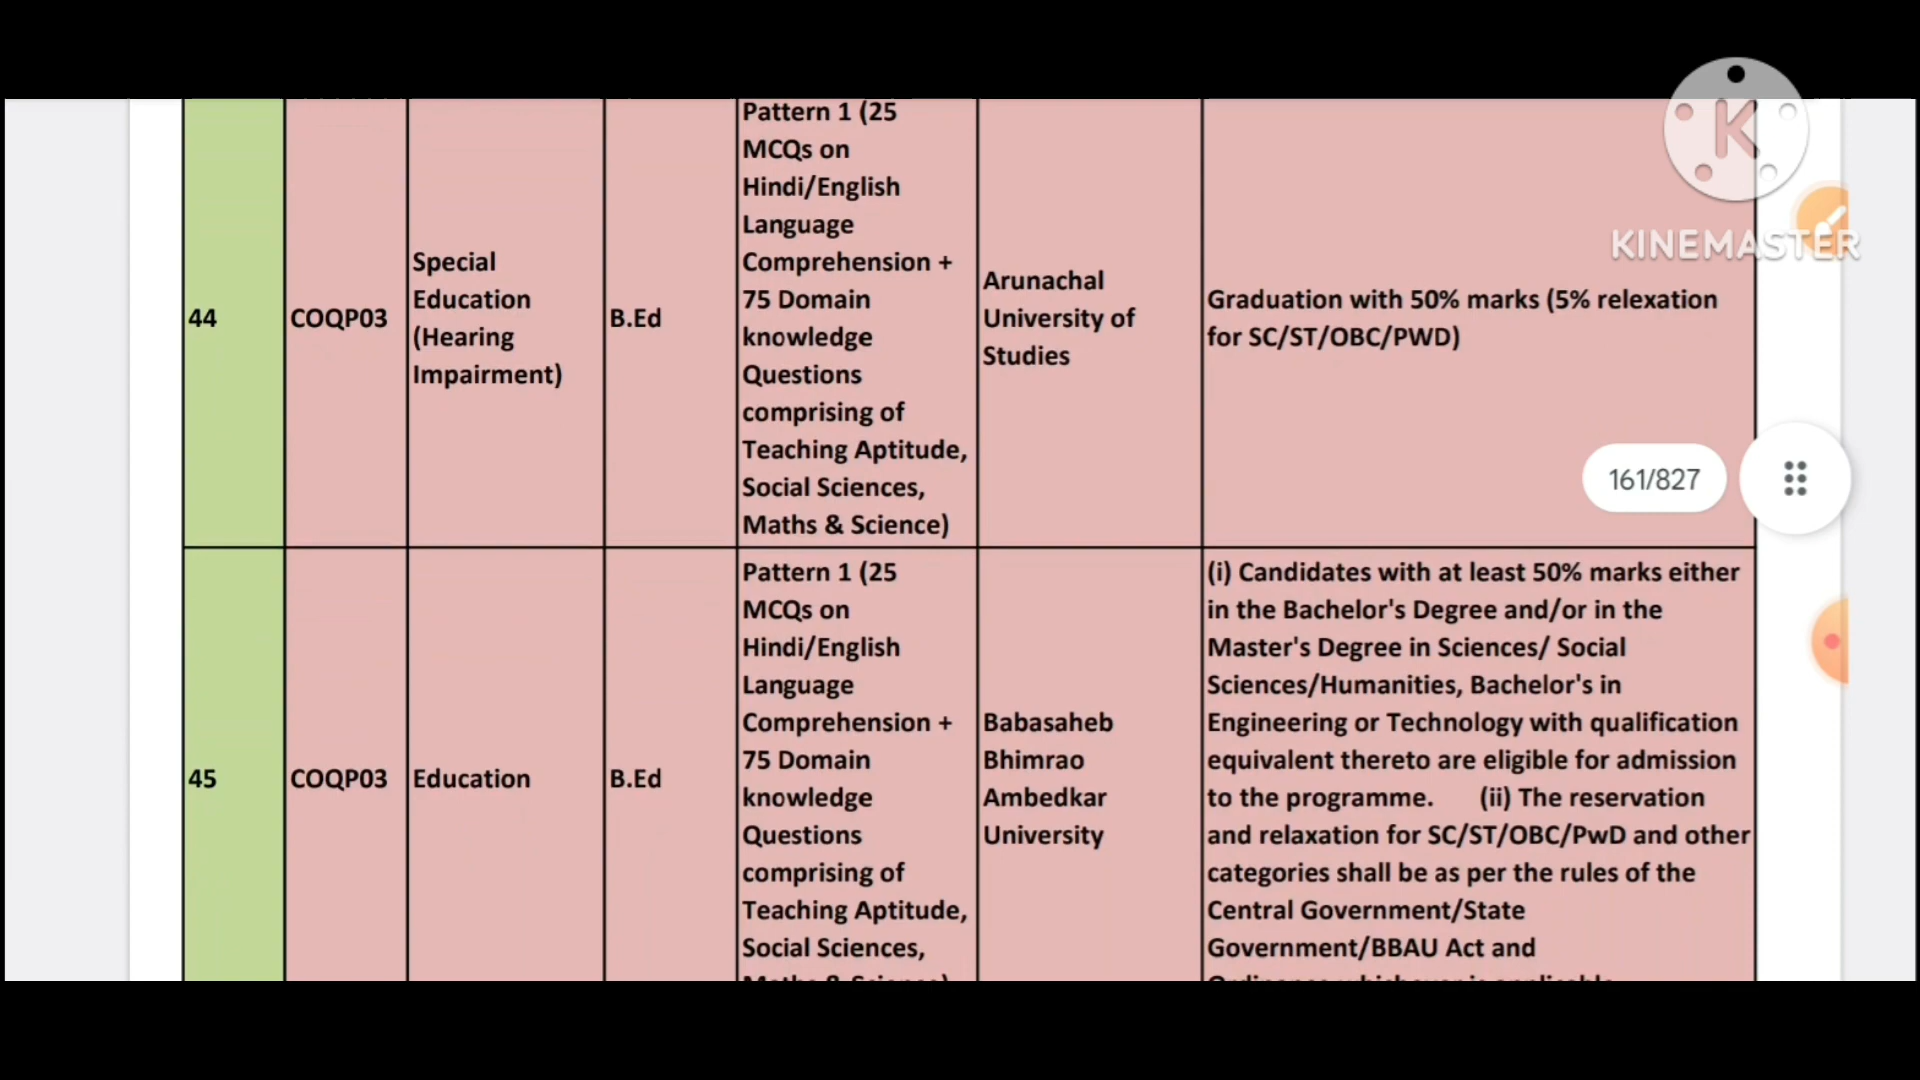 44
COQP03
Special
Education
(Hearing
Impairment)
B.Ed
Pattern 1 (25
MCQs on
Hindi/English
Language
Comprehension +
75 Domain
knowledge
Questions
comprising of
Teaching Aptitude,
Social Sciences,
Maths & Science)
Arunachal
University of
Studies
Graduation with 50% marks (5% relexation
for SC/ST/OBC/PWD)
K
KINEMASTER
161/827
45
COQP03
Education
B.Ed
Pattern 1 (25
MCQs on
Hindi/English
Language
Comprehension +
75 Domain
knowledge
Questions
comprising of
Teaching Aptitude,
Social Sciences,
Maths & Science)
Babasaheb
Bhimrao
Ambedkar
University
(i) Candidates with at least 50% marks either
in the Bachelor's Degree and/or in the
Master's Degree in Sciences/ Social
Sciences/Humanities, Bachelor's in
Engineering or Technology with qualification
equivalent thereto are eligible for admission
to the programme. (ii) The reservation
and relaxation for SC/ST/OBC/PwD and other
categories shall be as per the rules of the
Central Government/State
Government/BBAU Act and